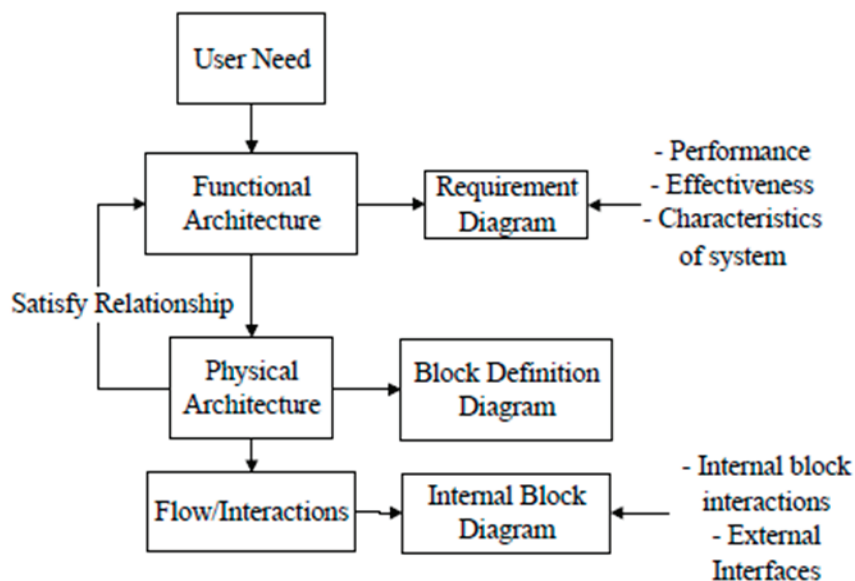 User Need
Functional
Architecture
Requirement
Diagram
- Performance
- Effectiveness
- Characteristics
of system
Satisfy Relationship
Physical
Architecture
Block Definition
Diagram
Flow/Interactions
Internal Block
Diagram
- Internal block
interactions
- External
Interfaces